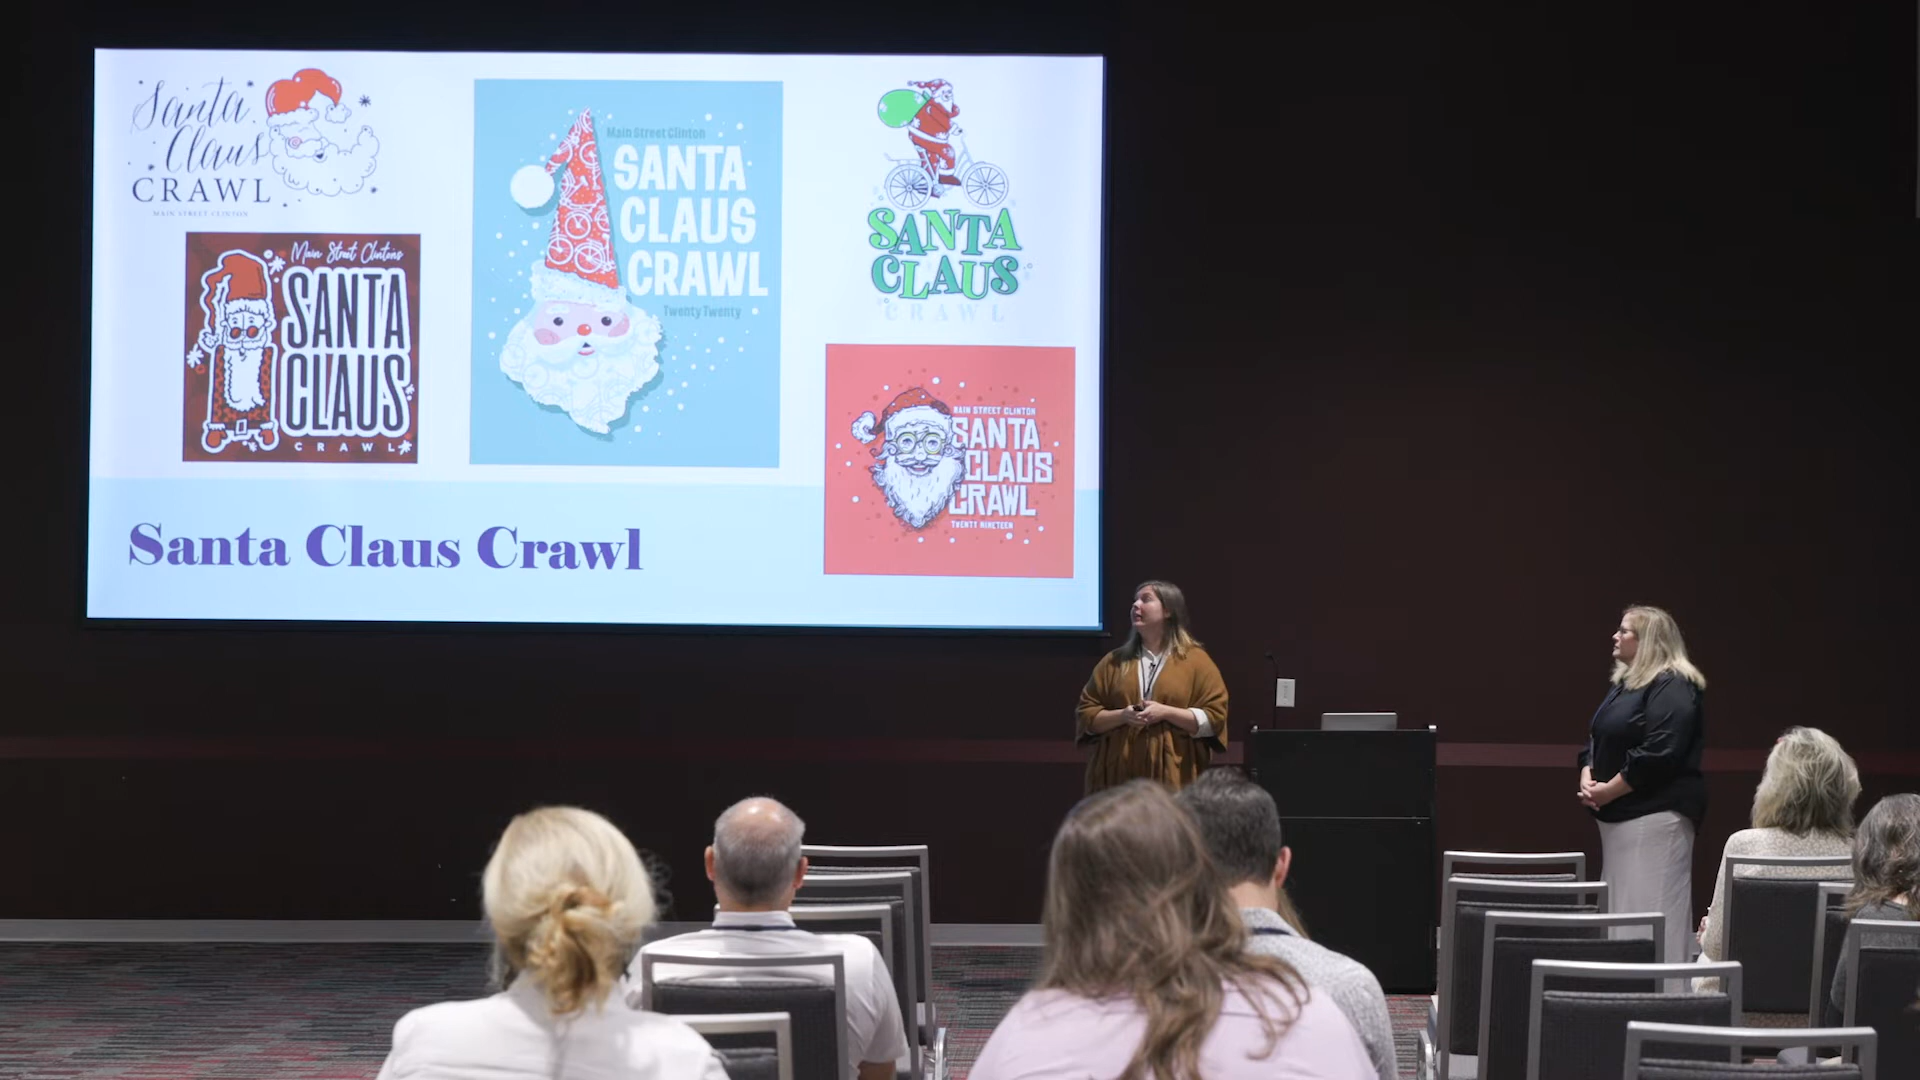 Santa
Claus
CRAWL
MAIN STREET CLINTON
Main Street Clinton's
SANTA
CLAUS
CRAWL
Main Street Clinton
SANTA
CLAUS
CRAWL
Twenty Twenty
SANTA
CLAUS
CRAWL
MAIN STREET CLINTON
SANTA
CLAUS
CRAWL
TWENTY NINETEEN
Santa Claus Crawl